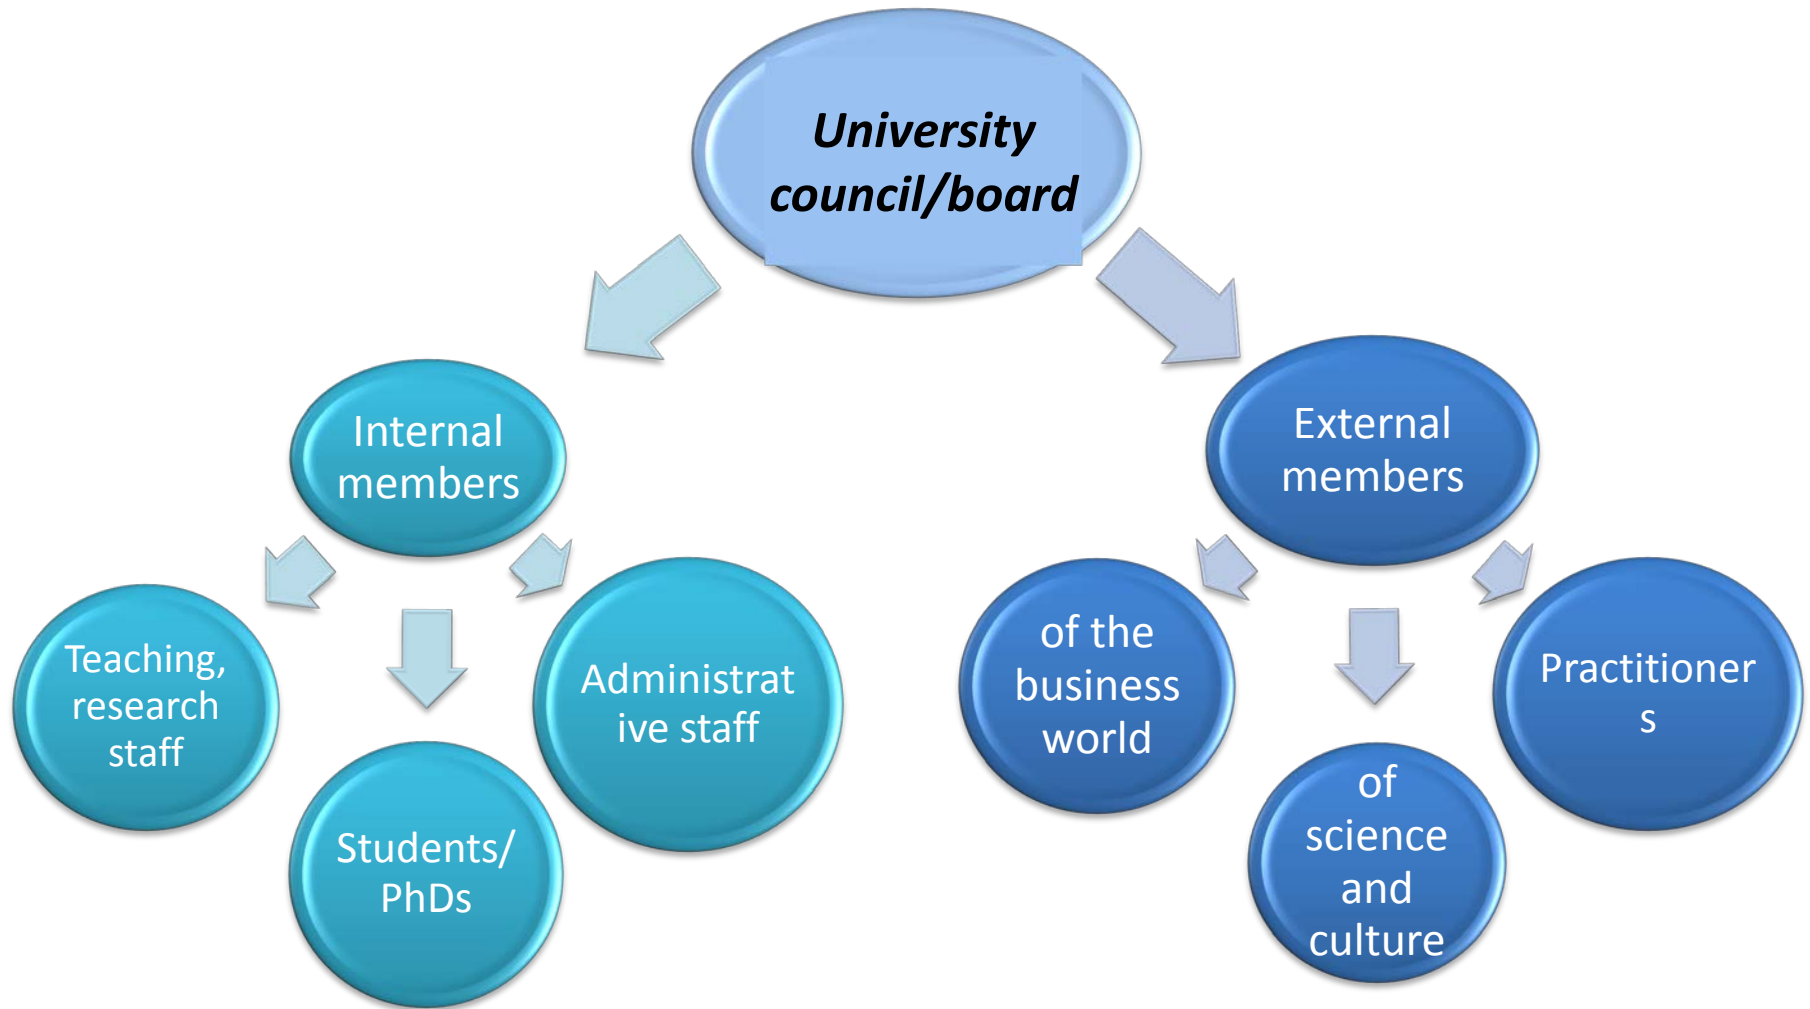 University
council/board
Internal
members
External
members
Teaching,
research
staff
Students/
PhDs
Administrat
ive staff
of the
business
world
of
science
and
culture
Practitioner
s